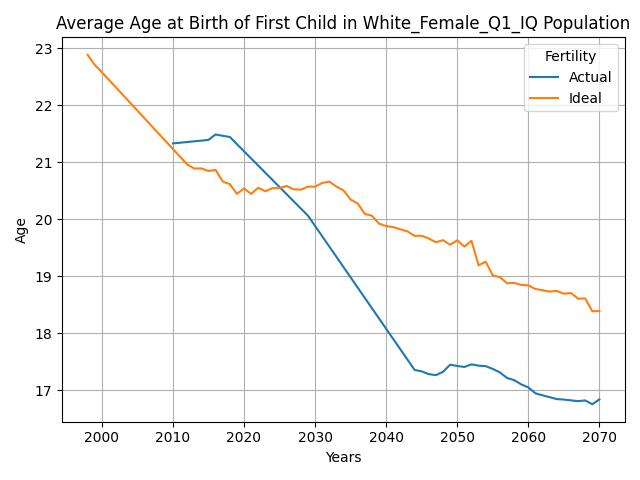 Average Age at Birth of First Child in White_Female_Q1_IQ Population
Fertility
Actual
Ideal
Age
23
22
21
20
19
18
17
2000
2010
2020
2030
2040
2050
2060
2070
Years